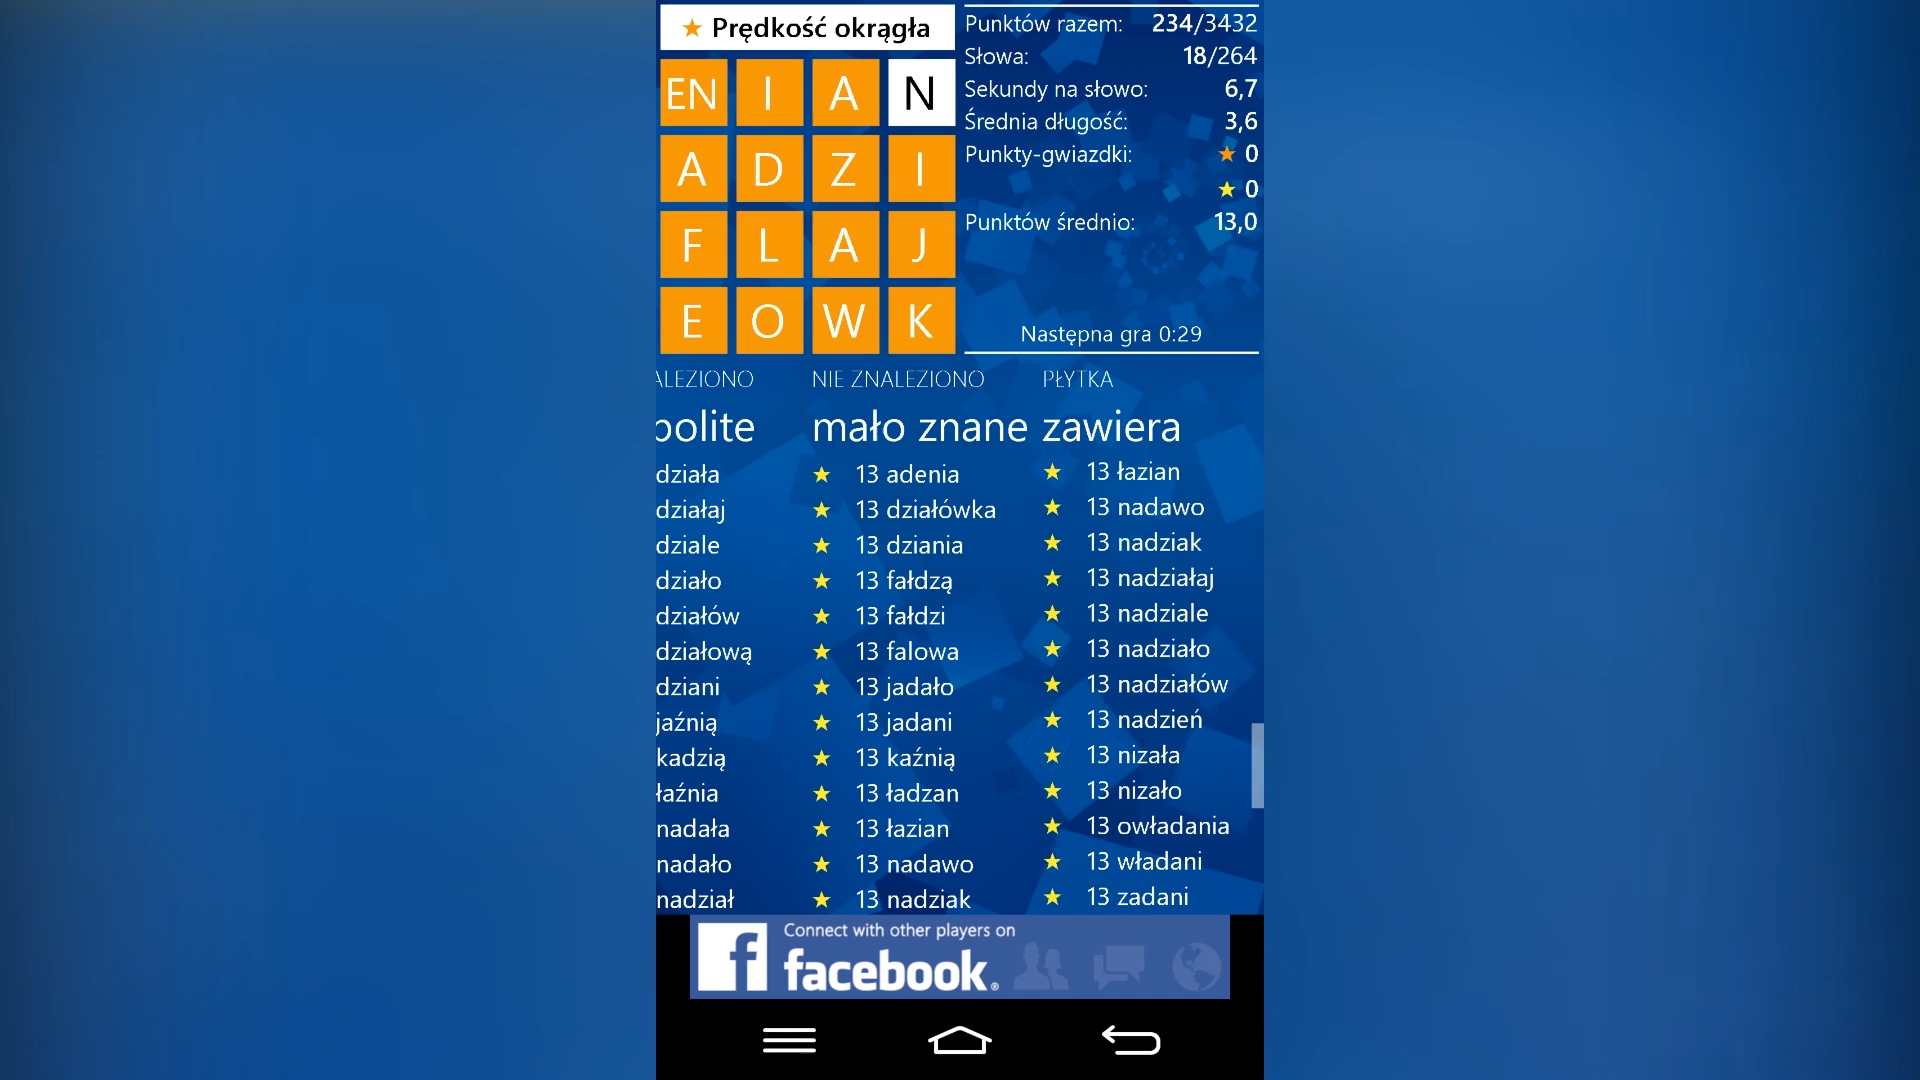 ★ Prędkość okrągła
EN I A N
A D Z I
F L A J
E O W K
Punktów razem: 234/3432
Słowa: 18/264
Sekundy na słowo: 6,7
Średnia długość: 3,6
Punkty-gwiazdki: ★ 0
★ 0
Punktów średnio: 13,0
Następna gra 0:29
ALEZIONO
polite
działa
działaj
dziale
działo
działów
działową
dziani
jaźnią
kadzią
łaźnia
nadała
nadało
nadział
NIE ZNALEZIONO
mało znane
★ 13 adenia
★ 13 działówka
★ 13 dziania
★ 13 fałdzą
★ 13 fałdzi
★ 13 falowa
★ 13 jadało
★ 13 jadani
★ 13 kaźnią
★ 13 ładzan
★ 13 łazian
★ 13 nadawo
★ 13 nadziak
PŁYTKA
zawiera
★ 13 łazian
★ 13 nadawo
★ 13 nadziak
★ 13 nadziałaj
★ 13 nadziale
★ 13 nadziało
★ 13 nadziałów
★ 13 nadzień
★ 13 nizała
★ 13 nizało
★ 13 owładania
★ 13 władani
★ 13 zadani
Connect with other players on
facebook®